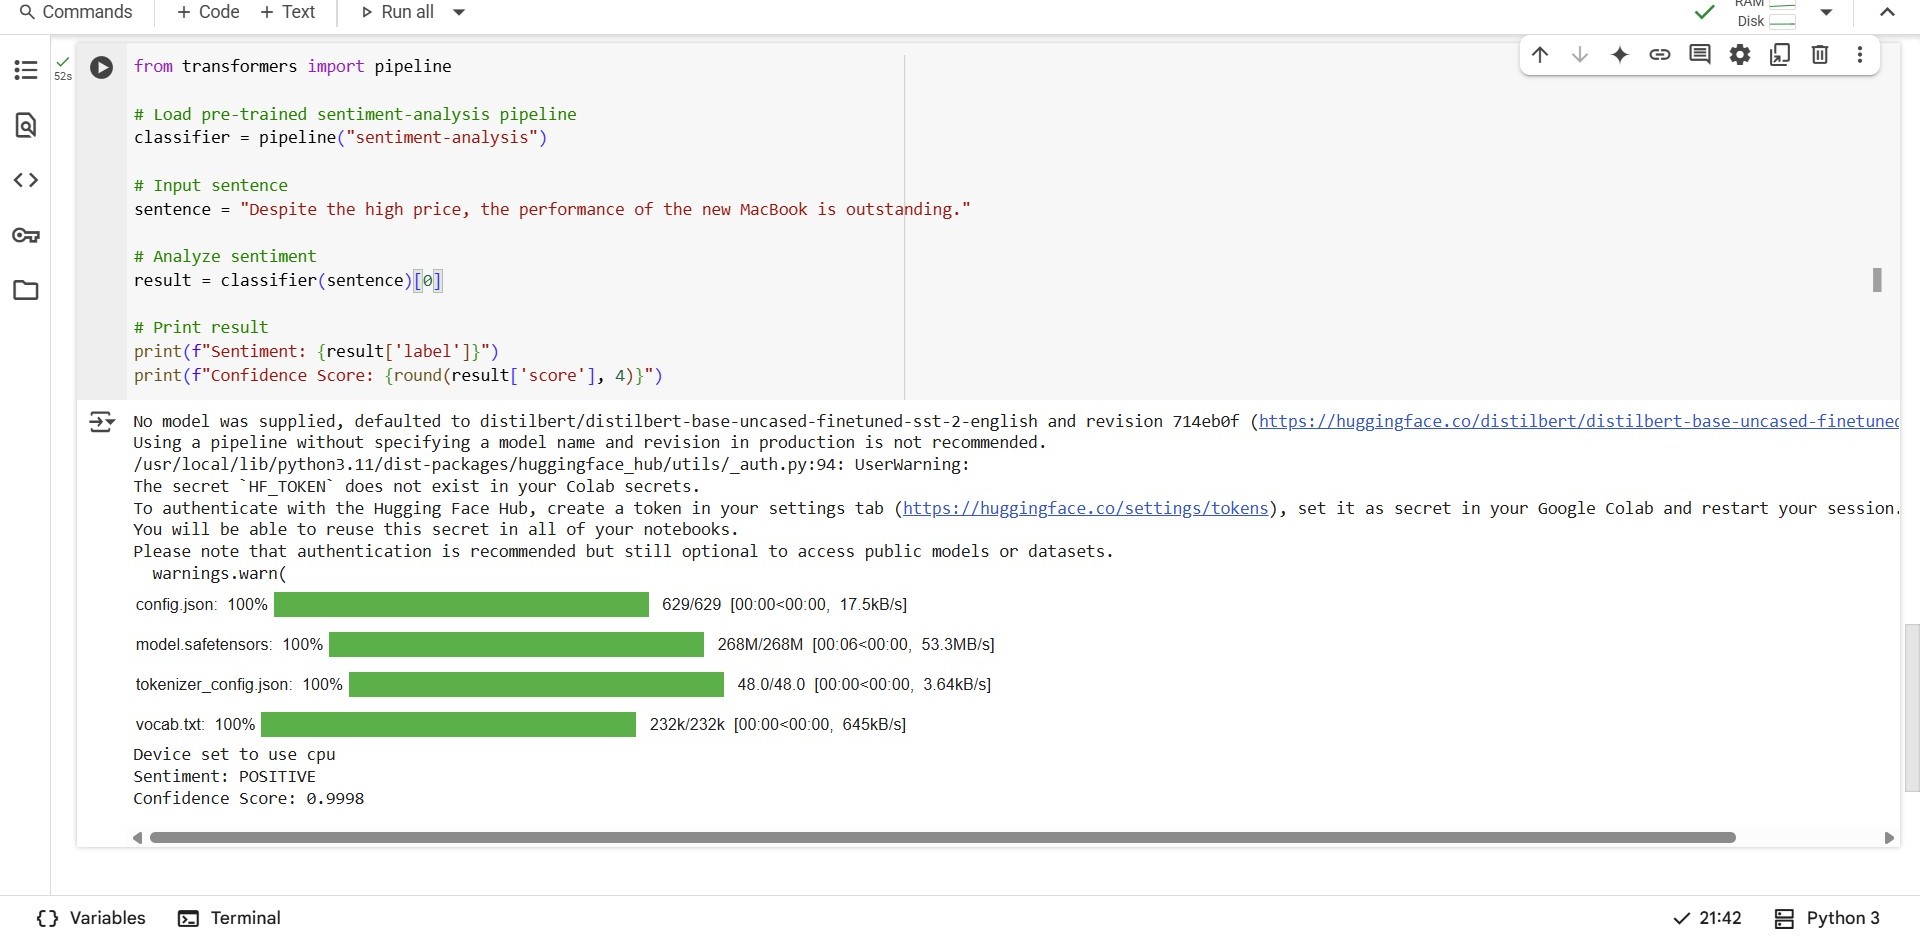 Commands + Code + Text Run all
RAM
Disk
52s
from transformers import pipeline
# Load pre-trained sentiment-analysis pipeline
classifier = pipeline("sentiment-analysis")
# Input sentence
sentence = "Despite the high price, the performance of the new MacBook is outstanding."
# Analyze sentiment
result = classifier(sentence)[0]
# Print result
print(f"Sentiment: {result['label']}")
print(f"Confidence Score: {round(result['score'], 4)}")
No model was supplied, defaulted to distilbert/distilbert-base-uncased-finetuned-sst-2-english and revision 714eb0f (https://huggingface.co/distilbert/distilbert-base-uncased-finetuned
Using a pipeline without specifying a model name and revision in production is not recommended.
/usr/local/lib/python3.11/dist-packages/huggingface_hub/utils/_auth.py:94: UserWarning:
The secret `HF_TOKEN` does not exist in your Colab secrets.
To authenticate with the Hugging Face Hub, create a token in your settings tab (https://huggingface.co/settings/tokens), set it as secret in your Google Colab and restart your session.
You will be able to reuse this secret in all of your notebooks.
Please note that authentication is recommended but still optional to access public models or datasets.
  warnings.warn(
config.json: 100% 629/629 [00:00<00:00, 17.5kB/s]
model.safetensors: 100% 268M/268M [00:06<00:00, 53.3MB/s]
tokenizer_config.json: 100% 48.0/48.0 [00:00<00:00, 3.64kB/s]
vocab.txt: 100% 232k/232k [00:00<00:00, 645kB/s]
Device set to use cpu
Sentiment: POSITIVE
Confidence Score: 0.9998
{} Variables Terminal 21:42 Python 3